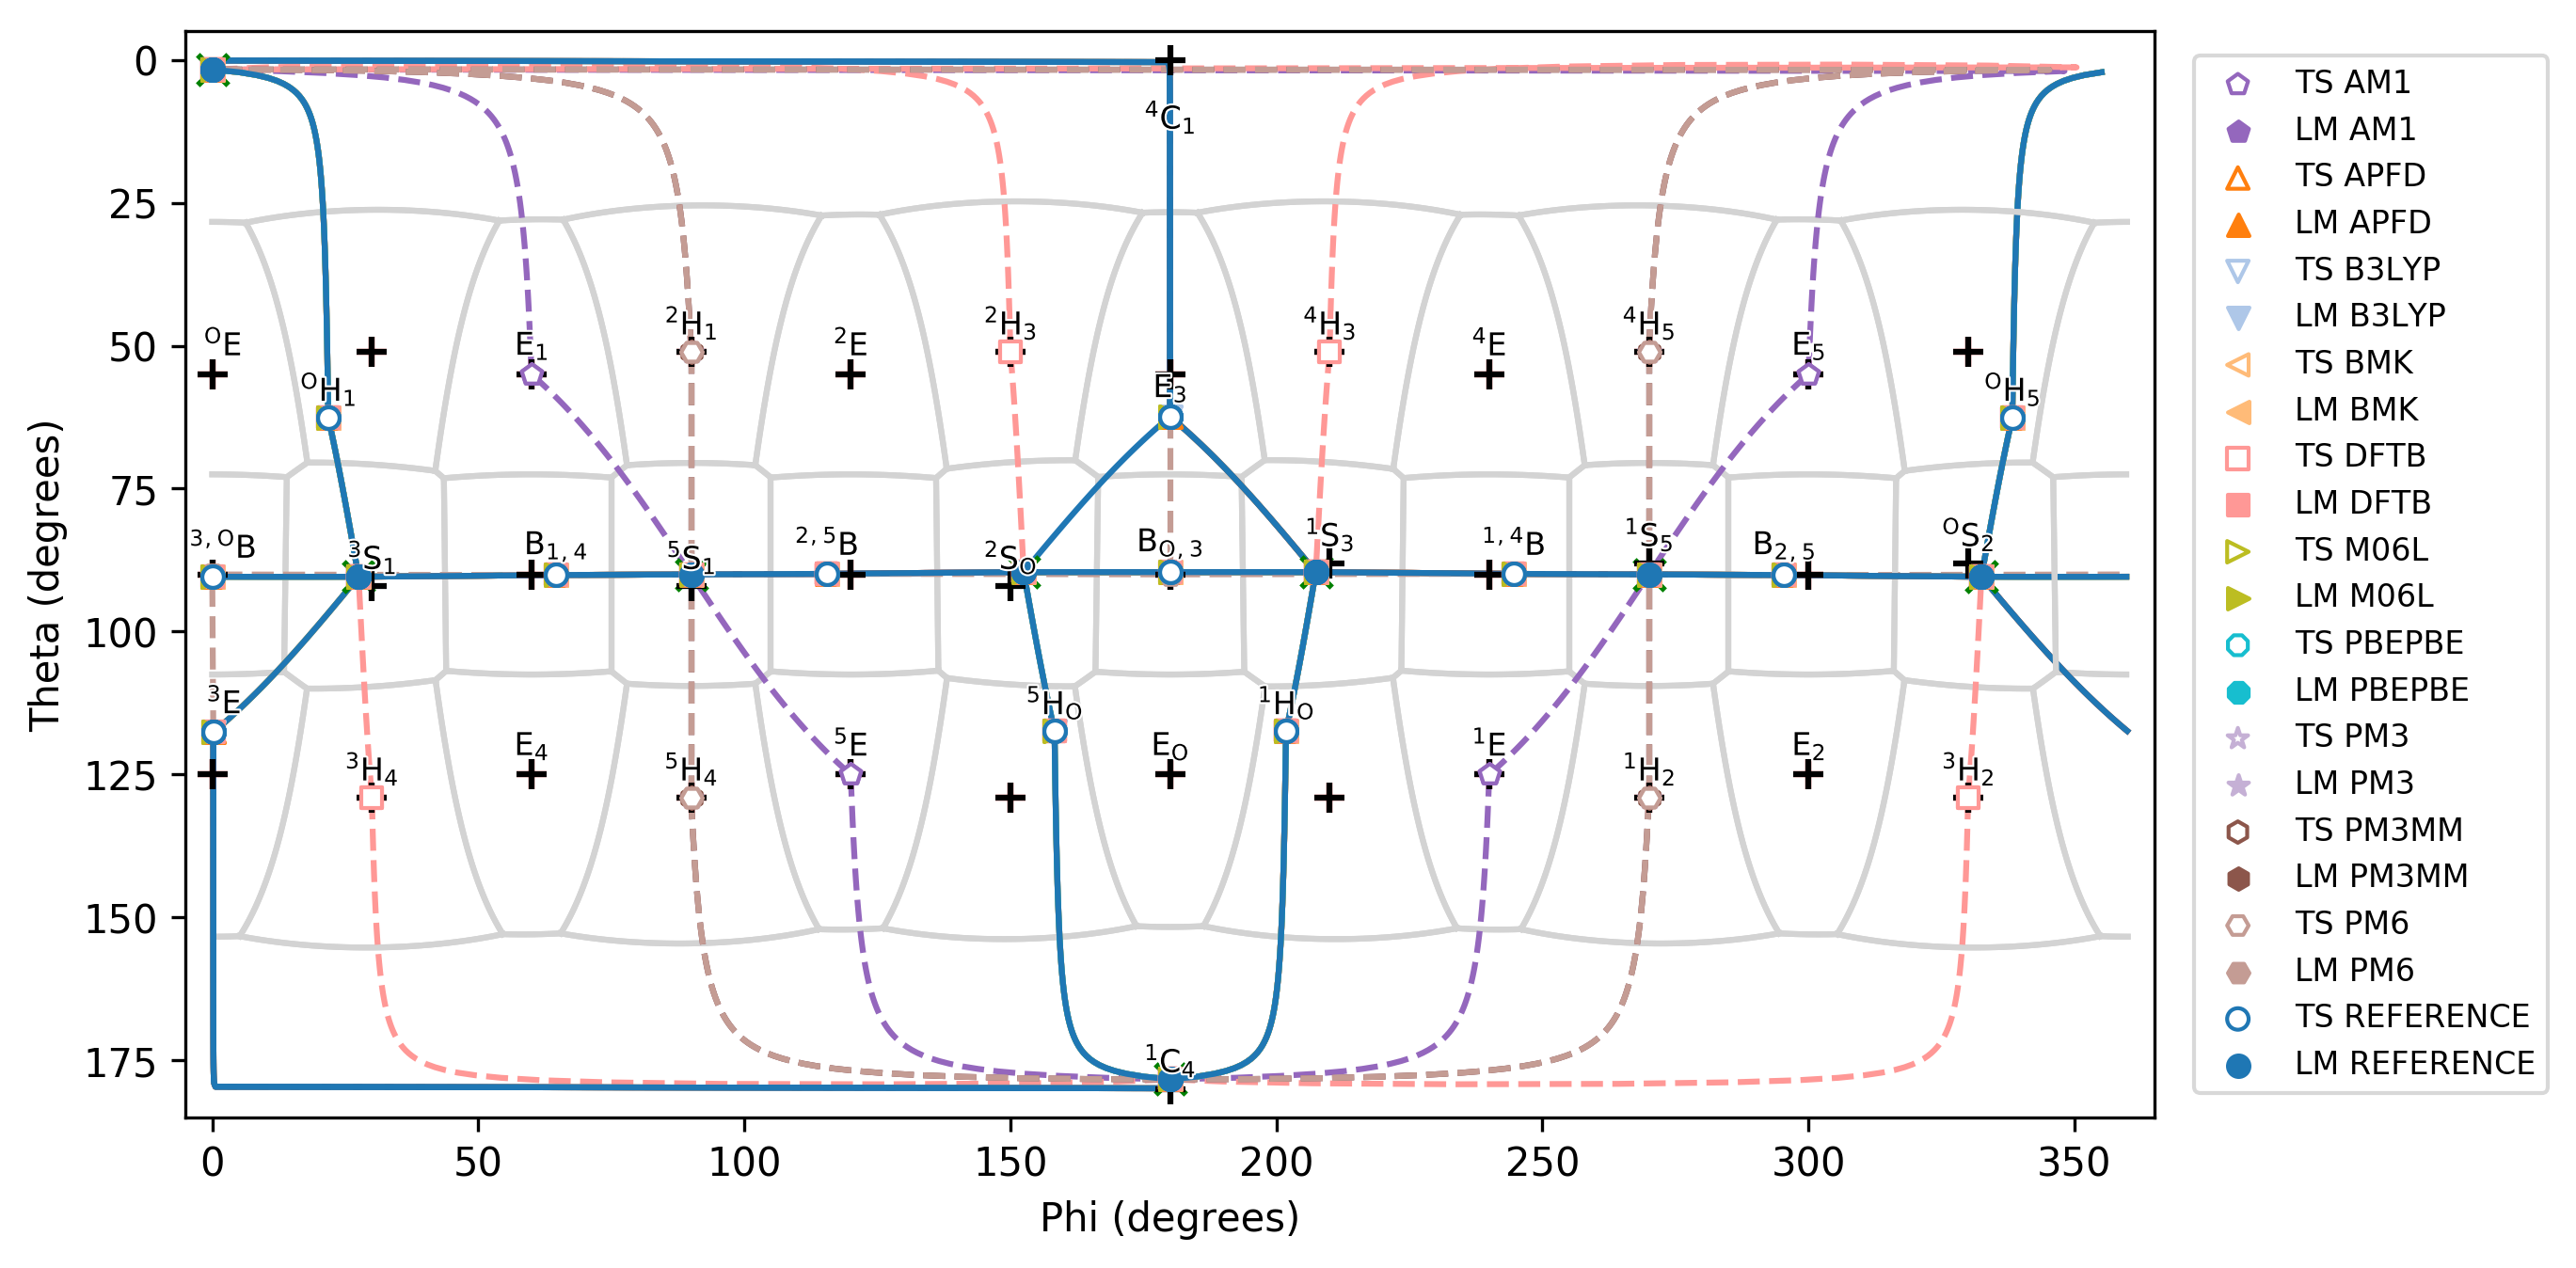 0
25
50
75
100
125
150
175
Theta (degrees)
0 50 100 150 200 250 300 350
Phi (degrees)
⁴C₁
²H₁ ²H₃ ⁴H₃ ⁴H₅
ᴼE E₁ ²E E₃ ⁴E E₅
ᴼH₁ ᴼH₅
³,ᴼB ³S₁ B₁,₄ ⁵S₁ ²,⁵B ²S₀ B_O,₃ ¹S₃ ¹,⁴B ¹S₅ B₂,₅ ᴼS₂
³E ⁵H_O ¹H_O
E₄ ⁵E E_O ¹E E₂
³H₄ ⁵H₄ ¹H₂ ³H₂
¹C₄
TS AM1
LM AM1
TS APFD
LM APFD
TS B3LYP
LM B3LYP
TS BMK
LM BMK
TS DFTB
LM DFTB
TS M06L
LM M06L
TS PBEPBE
LM PBEPBE
TS PM3
LM PM3
TS PM3MM
LM PM3MM
TS PM6
LM PM6
TS REFERENCE
LM REFERENCE